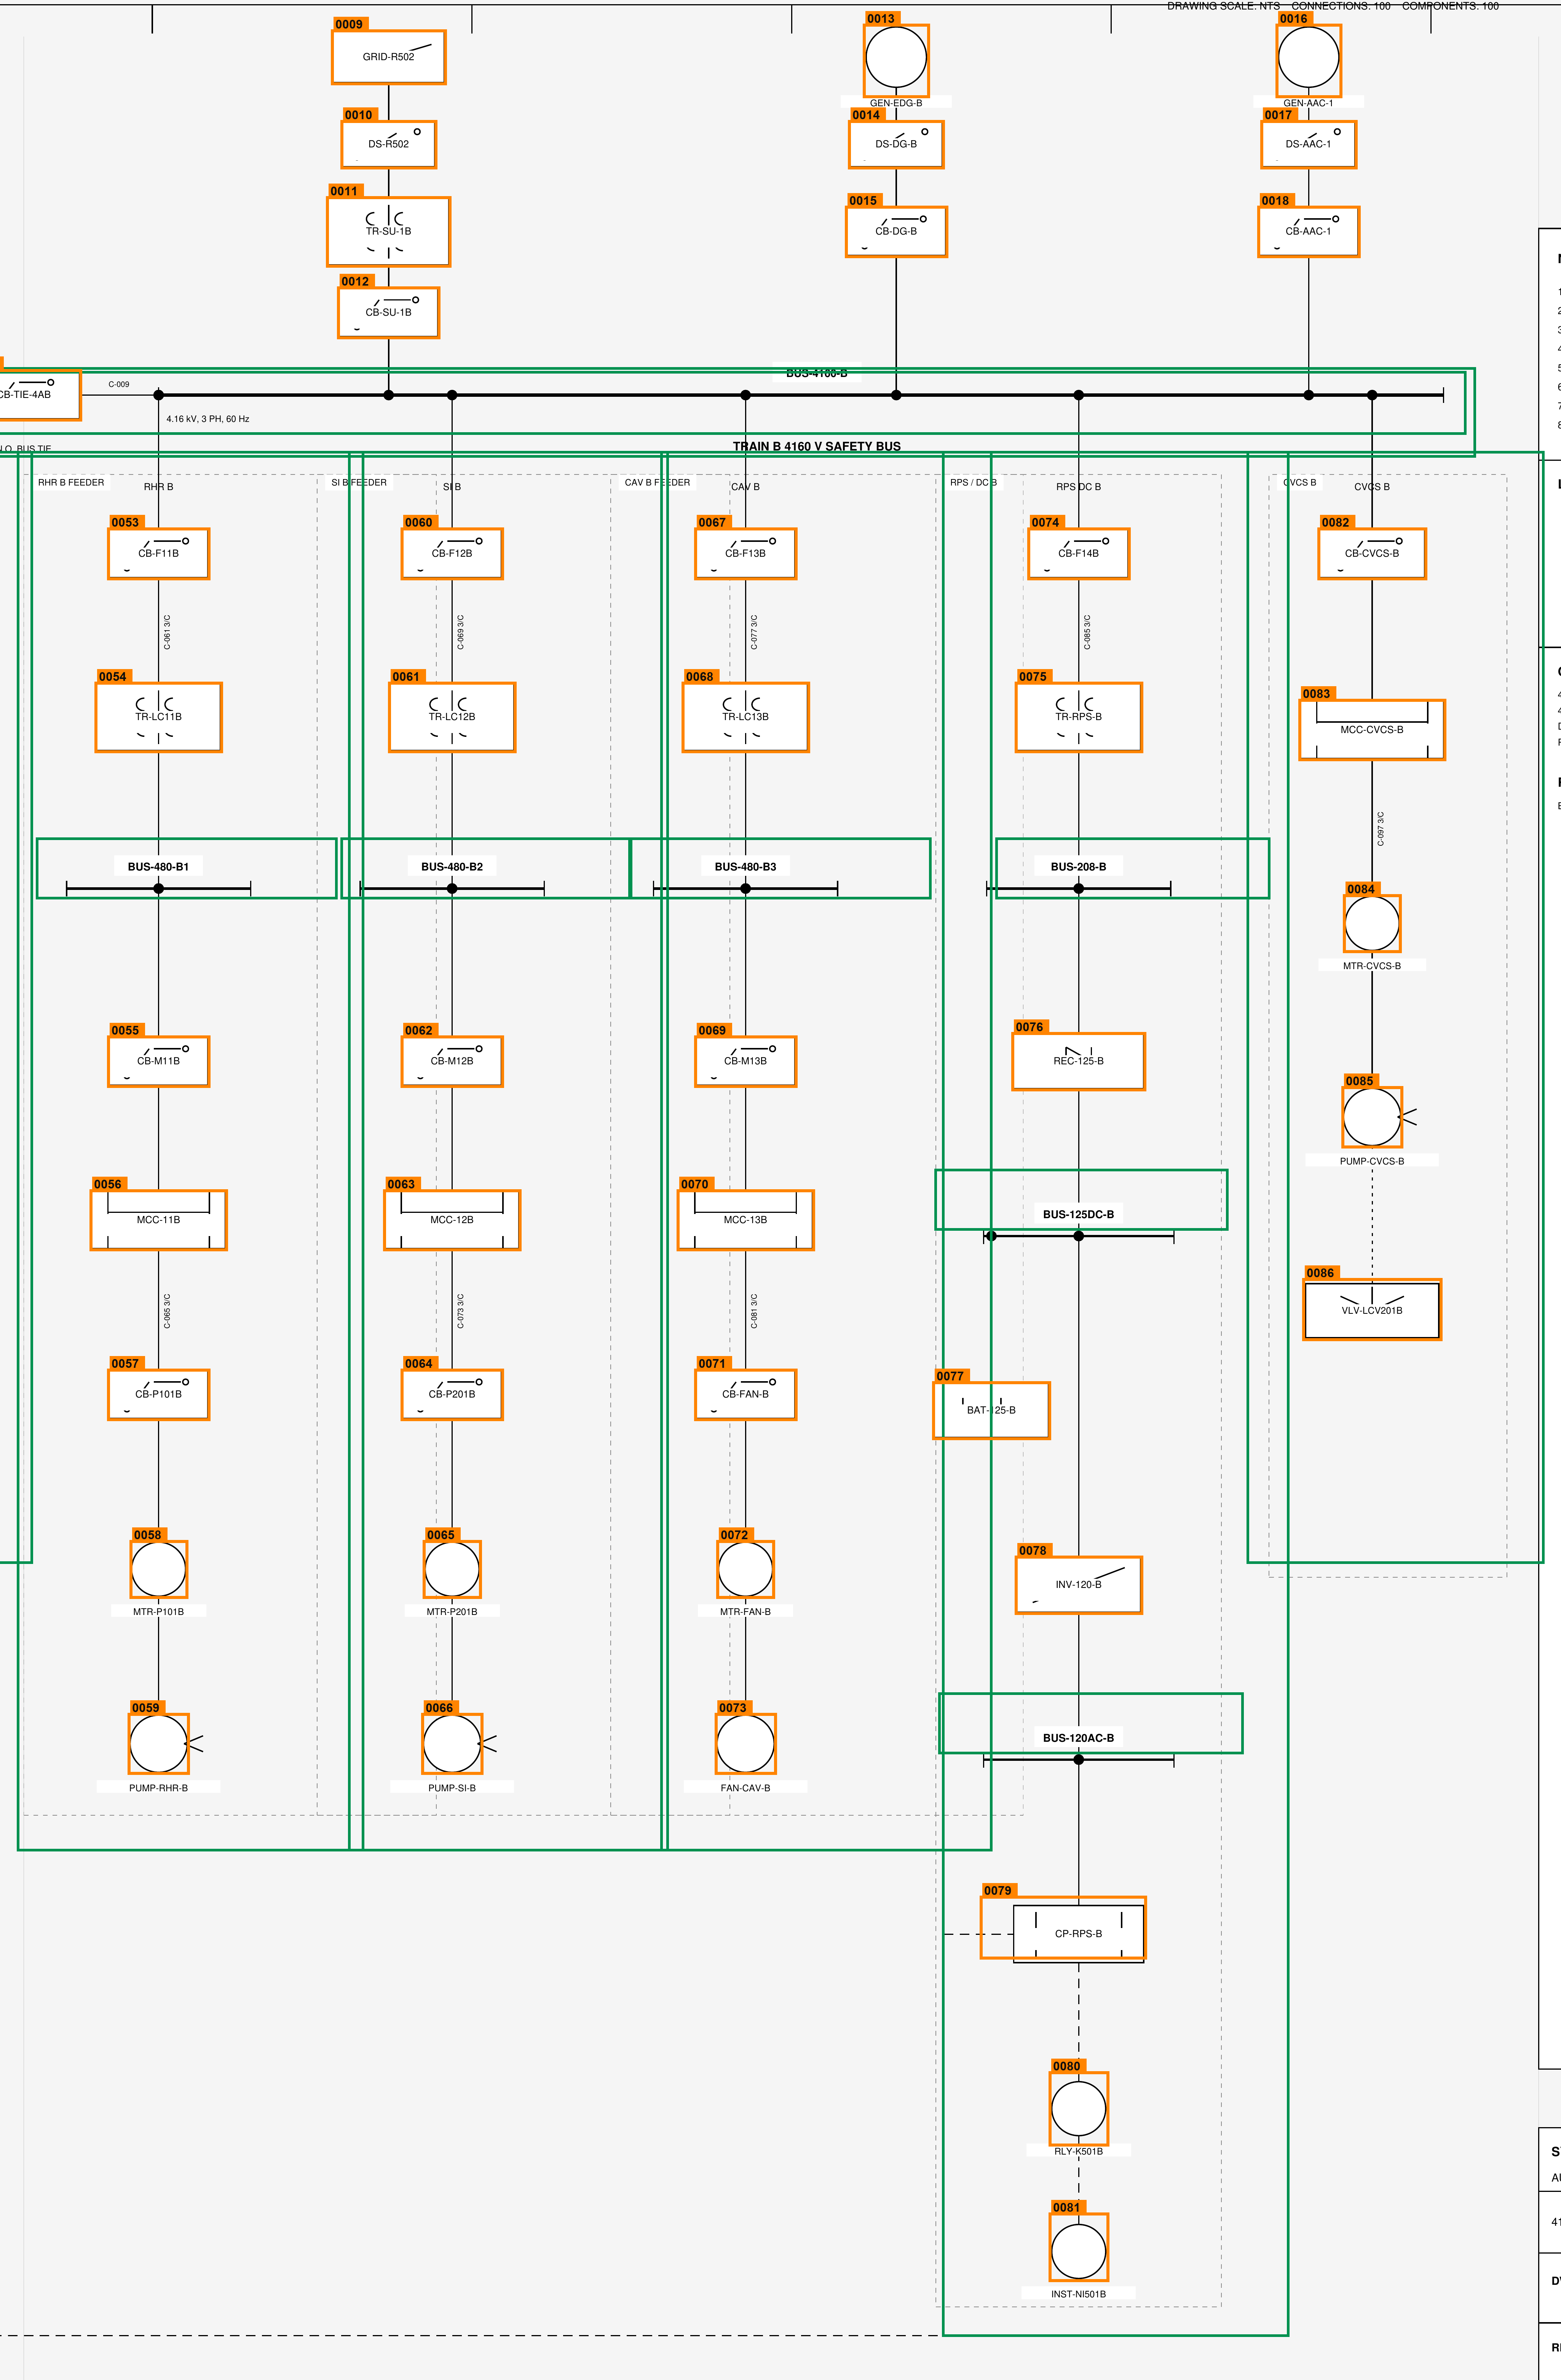 DRAWING SCALE: NTS CONNECTIONS: 100 COMPONENTS: 100
0009
GRID-R502
0013
GEN-EDG-B
0016
GEN-AAC-1
0010
DS-R502
0014
DS-DG-B
0017
DS-AAC-1
0011
TR-SU-1B
0015
CB-DG-B
0018
CB-AAC-1
0012
CB-SU-1B
BUS-4160-B
CB-TIE-4AB
C-009
4.16 kV, 3 PH, 60 Hz
N.O. BUS TIE
TRAIN B 4160 V SAFETY BUS
RHR B FEEDER
RHR B
SI B FEEDER
SI B
CAV B FEEDER
CAV B
RPS / DC B
RPS DC B
CVCS B
CVCS B
0053
CB-F11B
0060
CB-F12B
0067
CB-F13B
0074
CB-F14B
0082
CB-CVCS-B
C-061 3/C
C-069 3/C
C-077 3/C
C-085 3/C
0054
TR-LC11B
0061
TR-LC12B
0068
TR-LC13B
0075
TR-RPS-B
0083
MCC-CVCS-B
C-097 3/C
BUS-480-B1
BUS-480-B2
BUS-480-B3
BUS-208-B
0084
MTR-CVCS-B
0055
CB-M11B
0062
CB-M12B
0069
CB-M13B
0076
REC-125-B
0085
PUMP-CVCS-B
0056
MCC-11B
0063
MCC-12B
0070
MCC-13B
BUS-125DC-B
0086
VLV-LCV201B
C-065 3/C
C-073 3/C
C-081 3/C
0057
CB-P101B
0064
CB-P201B
0071
CB-FAN-B
0077
BAT-125-B
0058
MTR-P101B
0065
MTR-P201B
0072
MTR-FAN-B
0078
INV-120-B
0059
PUMP-RHR-B
0066
PUMP-SI-B
0073
FAN-CAV-B
BUS-120AC-B
0079
CP-RPS-B
0080
RLY-K501B
0081
INST-NI501B